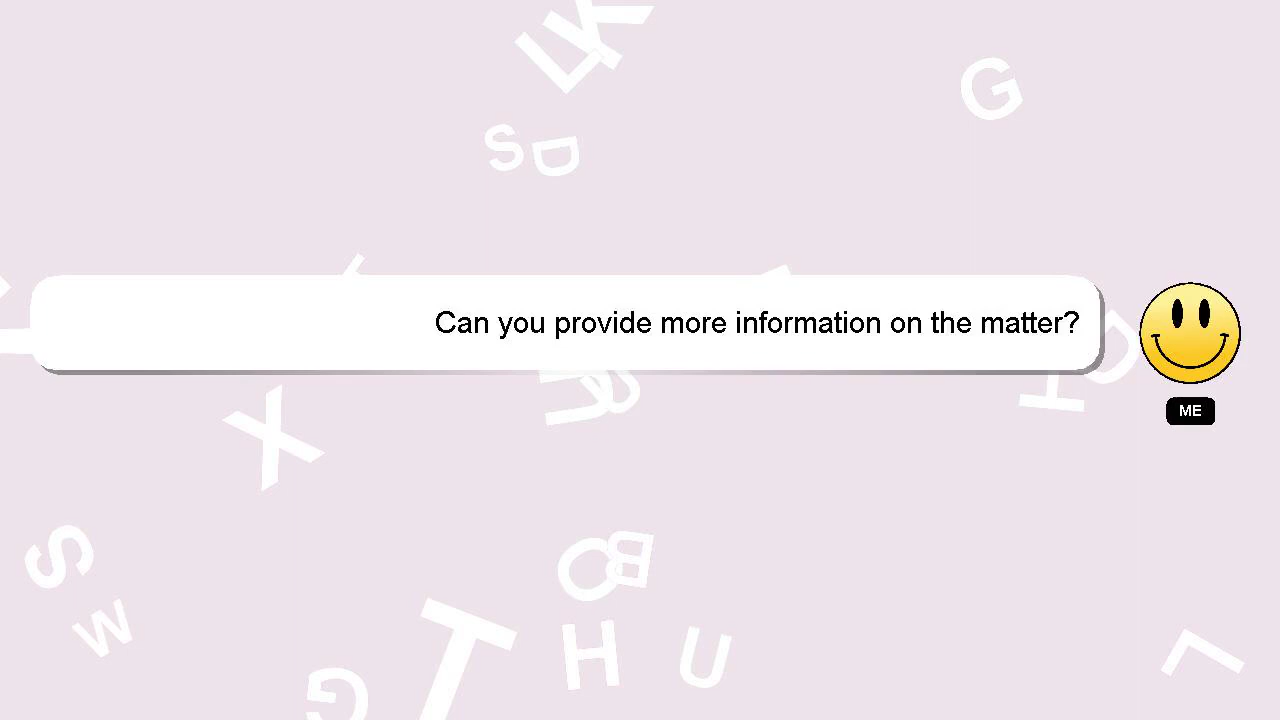 L K
G
S D
Can you provide more information on the matter?
ME
X
S
C B
W
T
H U
L
G